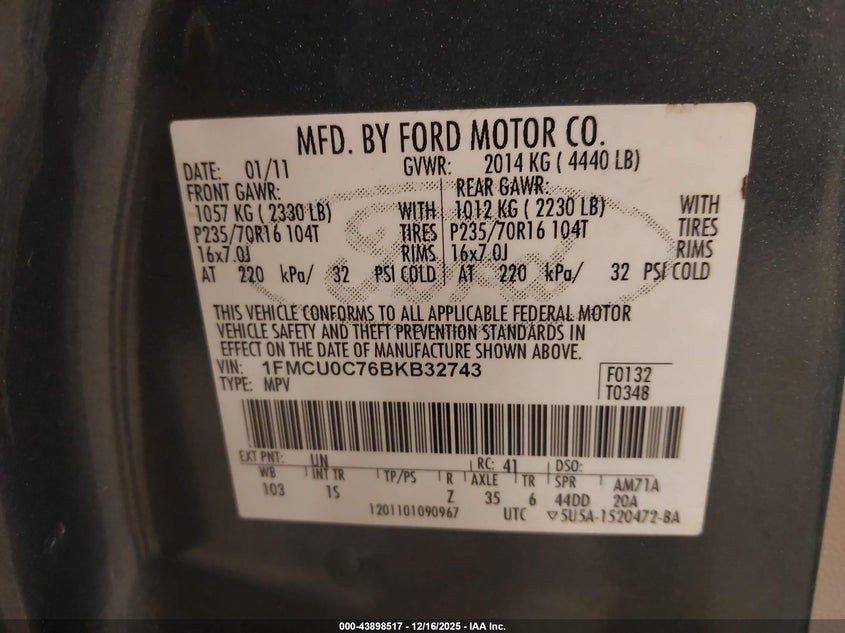 MFD. BY FORD MOTOR CO.
DATE: 01/11 GVWR: 2014 KG ( 4440 LB)
FRONT GAWR: REAR GAWR:
1057 KG ( 2330 LB) WITH 1012 KG ( 2230 LB) WITH
P235/70R16 104T TIRES P235/70R16 104T TIRES
16x7.0J RIMS 16x7.0J RIMS
AT 220 kPa/ 32 PSI COLD AT 220 kPa/ 32 PSI COLD
Ford
THIS VEHICLE CONFORMS TO ALL APPLICABLE FEDERAL MOTOR
VEHICLE SAFETY AND THEFT PREVENTION STANDARDS IN
EFFECT ON THE DATE OF MANUFACTURE SHOWN ABOVE.
VIN: 1FMCU0C76BKB32743
TYPE: MPV
F0132
T0348
EXT PNT: UN RC: 41 DSO:
WB INT TR TP/PS R AXLE TR SPR AM71A
103 1S Z 35 6 44DD 20A
1201101090967 UTC ▽5U5A-1520472-BA
000-43898517 - 12/16/2025 - IAA Inc.